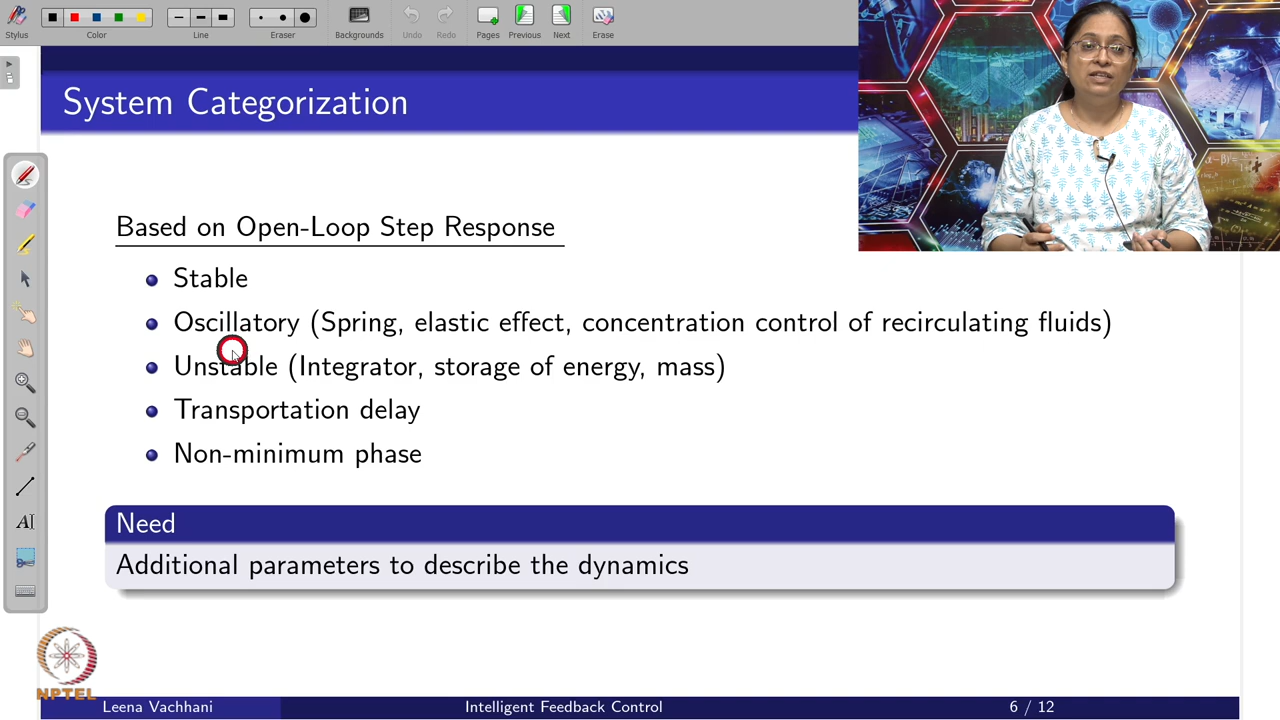 Stylus
Color
Line
Eraser
Backgrounds
Undo
Redo
Pages
Previous
Next
Erase
System Categorization
Based on Open-Loop Step Response
Stable
Oscillatory (Spring, elastic effect, concentration control of recirculating fluids)
Unstable (Integrator, storage of energy, mass)
Transportation delay
Non-minimum phase
Need
Additional parameters to describe the dynamics
NPTEL
Leena Vachhani
Intelligent Feedback Control
6 / 12